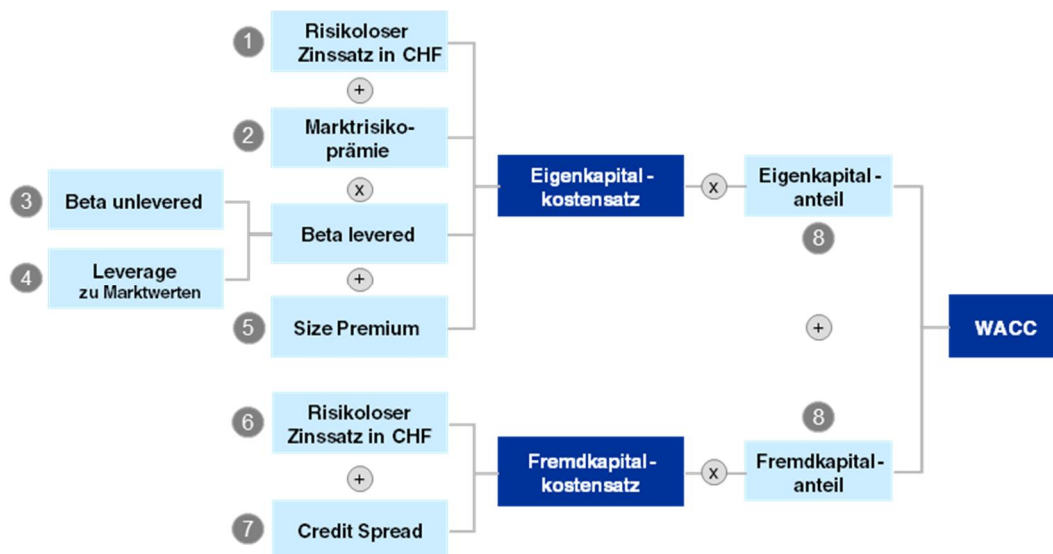 1
Risikoloser
Zinssatz in CHF
+
2
Marktrisiko-
prämie
x
3
Beta unlevered
Beta levered
4
Leverage
zu Marktwerten
+
5
Size Premium
Eigenkapital-
kostensatz
x
Eigenkapital-
anteil
8
+
WACC
6
Risikoloser
Zinssatz in CHF
+
7
Credit Spread
Fremdkapital-
kostensatz
x
8
Fremdkapital-
anteil